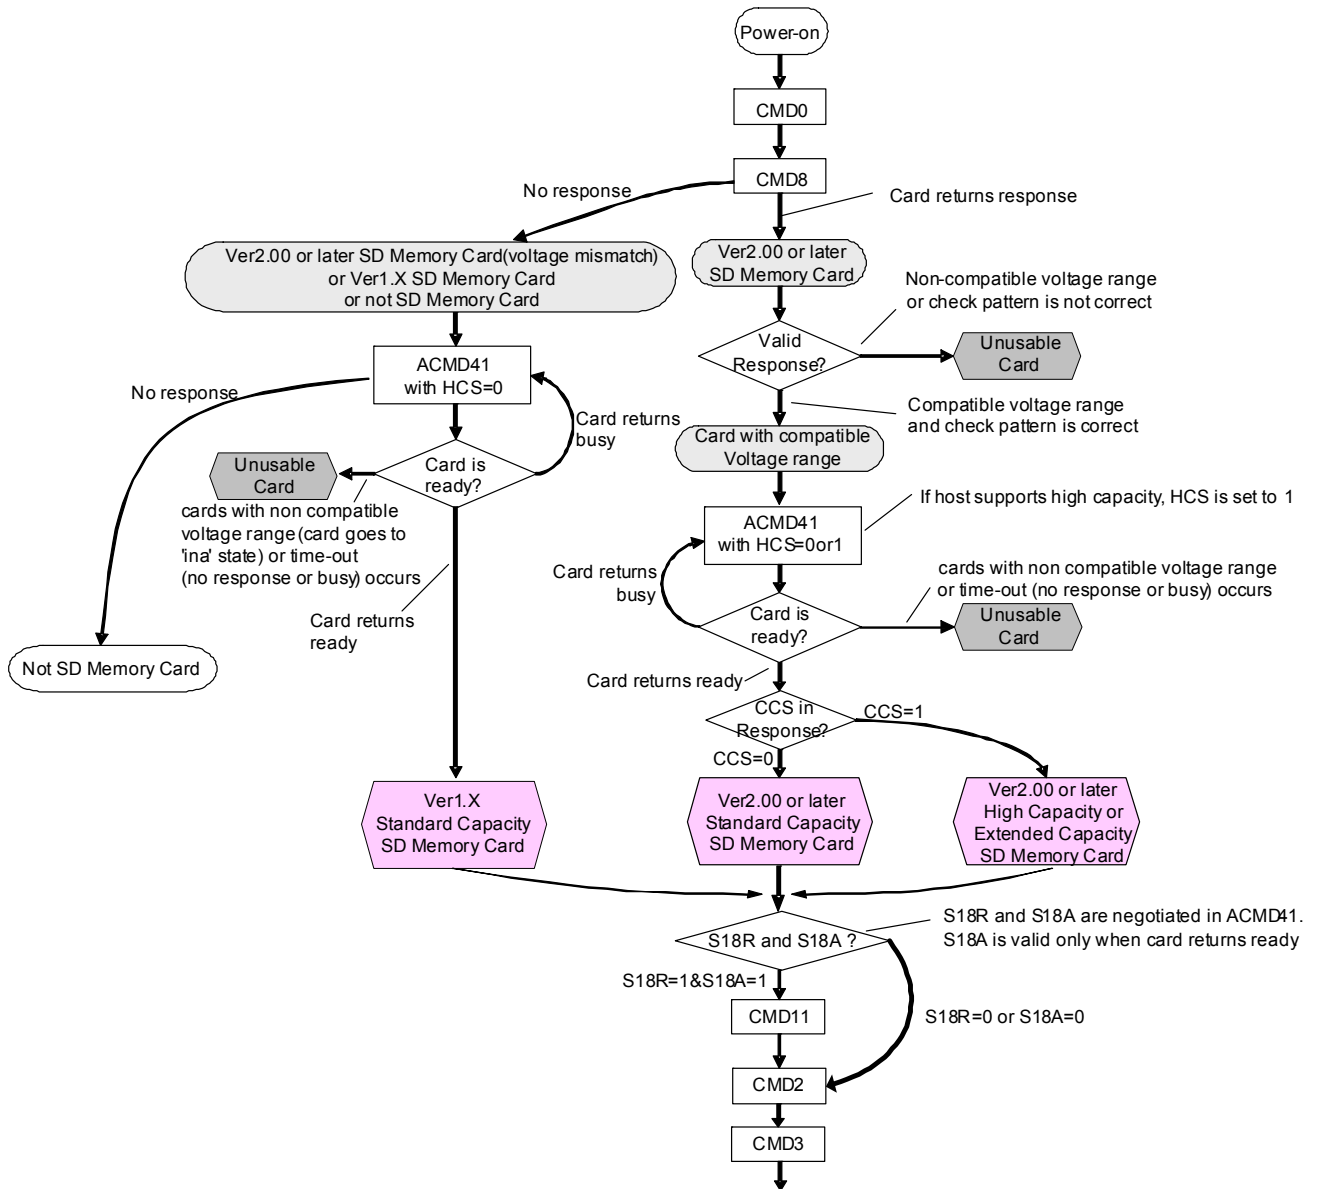 Power-on
CMD0
CMD8
No response
Card returns response
Ver2.00 or later SD Memory Card(voltage mismatch)
or Ver1.X SD Memory Card
or not SD Memory Card
Ver2.00 or later
SD Memory Card
Non-compatible voltage range
or check pattern is not correct
Valid
Response?
Unusable
Card
ACMD41
with HCS=0
No response
Card returns
busy
Compatible voltage range
and check pattern is correct
Card with compatible
Voltage range
Card is
ready?
Unusable
Card
cards with non compatible
voltage range (card goes to
'ina' state) or time-out
(no response or busy) occurs
If host supports high capacity, HCS is set to 1
ACMD41
with HCS=0or1
Card returns
busy
cards with non compatible voltage range
or time-out (no response or busy) occurs
Card is
ready?
Unusable
Card
Card returns
ready
Not SD Memory Card
Card returns ready
CCS in
Response?
CCS=1
CCS=0
Ver1.X
Standard Capacity
SD Memory Card
Ver2.00 or later
Standard Capacity
SD Memory Card
Ver2.00 or later
High Capacity or
Extended Capacity
SD Memory Card
S18R and S18A ?
S18R and S18A are negotiated in ACMD41.
S18A is valid only when card returns ready
S18R=1&S18A=1
CMD11
S18R=0 or S18A=0
CMD2
CMD3